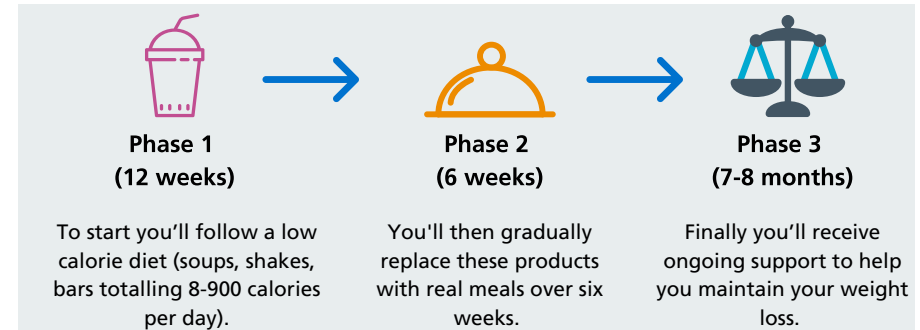 Phase 1
(12 weeks)
To start you’ll follow a low
calorie diet (soups, shakes,
bars totalling 8-900 calories
per day).
Phase 2
(6 weeks)
You'll then gradually
replace these products
with real meals over six
weeks.
Phase 3
(7-8 months)
Finally you’ll receive
ongoing support to help
you maintain your weight
loss.